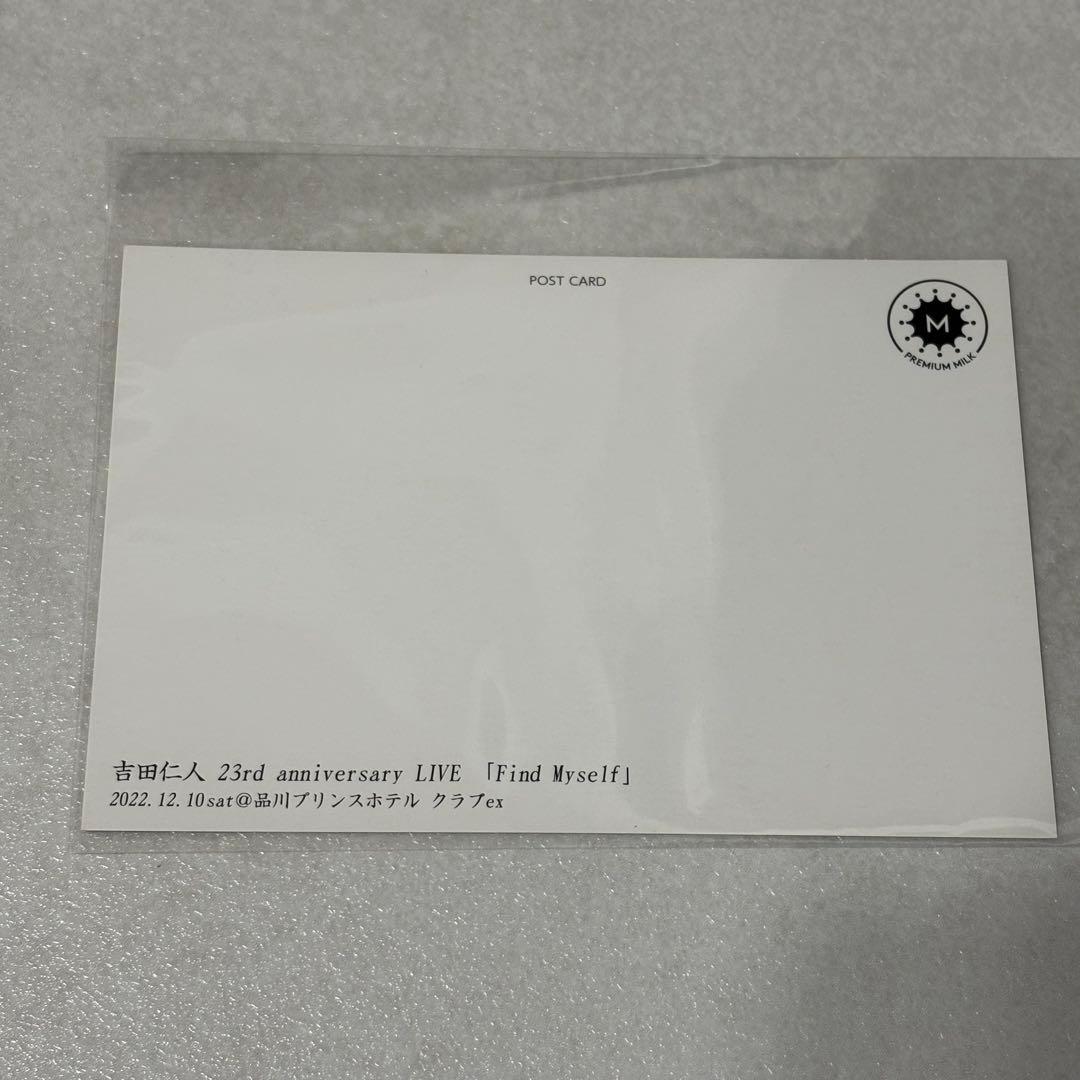 POST CARD
M
PREMIUM MILK
吉田仁人 23rd anniversary LIVE 「Find Myself」
2022.12.10sat@品川プリンスホテル クラブex